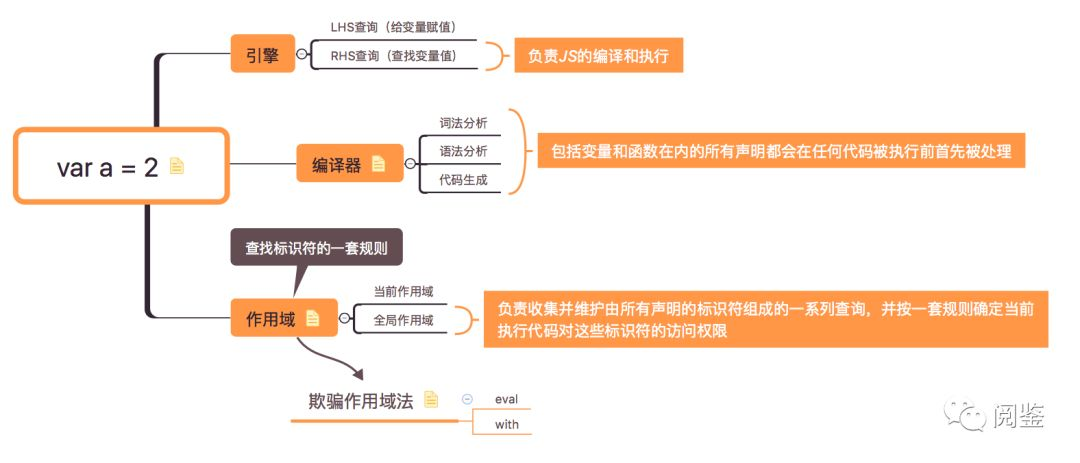 LHS查询（给变量赋值）
引擎
RHS查询（查找变量值）
负责JS的编译和执行
var a = 2
编译器
词法分析
语法分析
代码生成
包括变量和函数在内的所有声明都会在任何代码被执行前首先被处理
查找标识符的一套规则
作用域
当前作用域
全局作用域
负责收集并维护由所有声明的标识符组成的一系列查询，并按一套规则确定当前
执行代码对这些标识符的访问权限
欺骗作用域法
eval
with
阅鉴